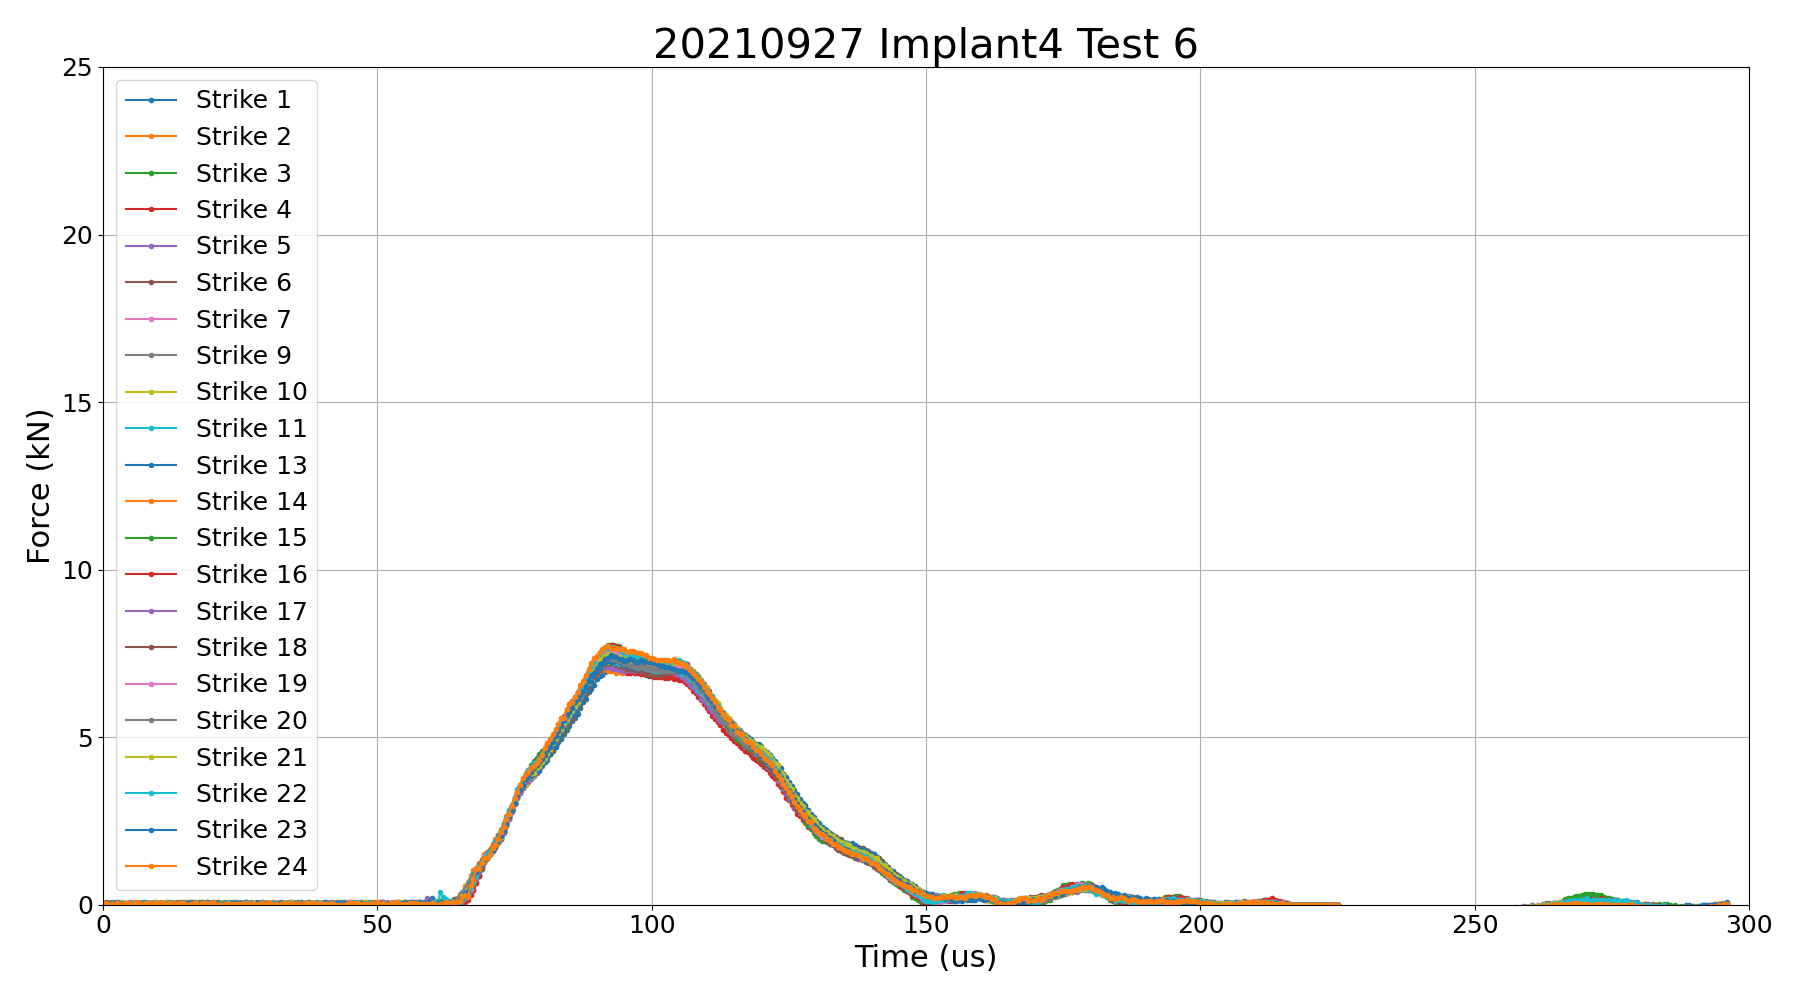 20210927 Implant4 Test 6
Force (kN)
25
20
15
10
5
0
Strike 1
Strike 2
Strike 3
Strike 4
Strike 5
Strike 6
Strike 7
Strike 9
Strike 10
Strike 11
Strike 13
Strike 14
Strike 15
Strike 16
Strike 17
Strike 18
Strike 19
Strike 20
Strike 21
Strike 22
Strike 23
Strike 24
0 50 100 150 200 250 300
Time (us)